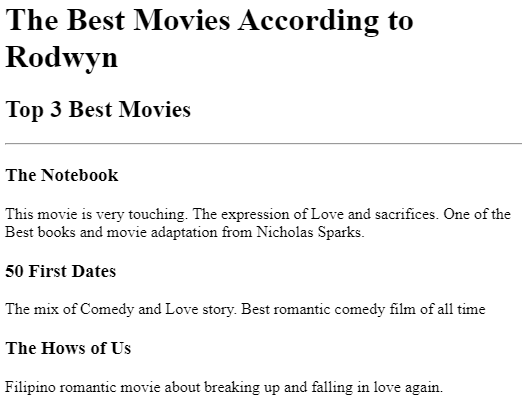 The Best Movies According to
Rodwyn
Top 3 Best Movies
The Notebook
This movie is very touching. The expression of Love and sacrifices. One of the
Best books and movie adaptation from Nicholas Sparks.
50 First Dates
The mix of Comedy and Love story. Best romantic comedy film of all time
The Hows of Us
Filipino romantic movie about breaking up and falling in love again.